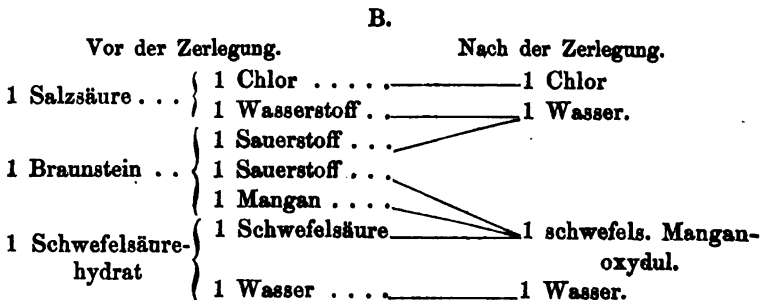 B.
Vor der Zerlegung. Nach der Zerlegung.
1 Salzsäure . . . 1 Chlor . . . . . 1 Chlor
1 Wasserstoff . . 1 Wasser.
1 Braunstein . . 1 Sauerstoff . . .
1 Sauerstoff . . .
1 Mangan . . . .
1 Schwefelsäure-hydrat 1 Schwefelsäure 1 schwefels. Mangan-
oxydul.
1 Wasser . . . . 1 Wasser.